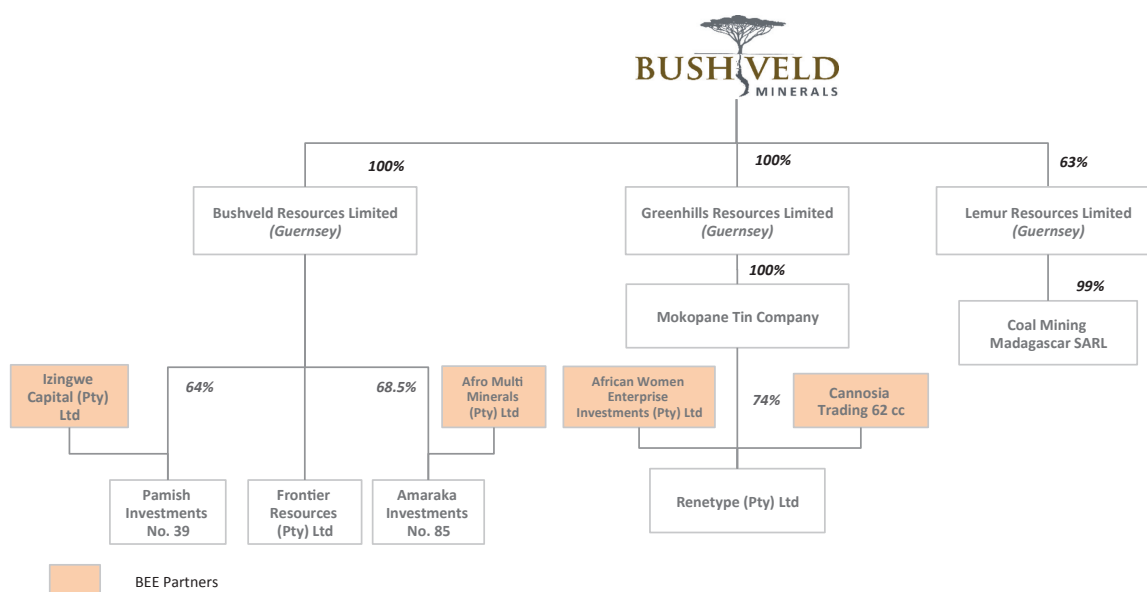 BUSHVELD
MINERALS
100%
100%
63%
Bushveld Resources Limited
(Guernsey)
Greenhills Resources Limited
(Guernsey)
Lemur Resources Limited
(Guernsey)
100%
99%
Mokopane Tin Company
Coal Mining
Madagascar SARL
Izingwe
Capital (Pty)
Ltd
64%
68.5%
Afro Multi
Minerals
(Pty) Ltd
African Women
Enterprise
Investments (Pty) Ltd
74%
Cannosia
Trading 62 cc
Pamish
Investments
No. 39
Frontier
Resources
(Pty) Ltd
Amaraka
Investments
No. 85
Renetype (Pty) Ltd
BEE Partners